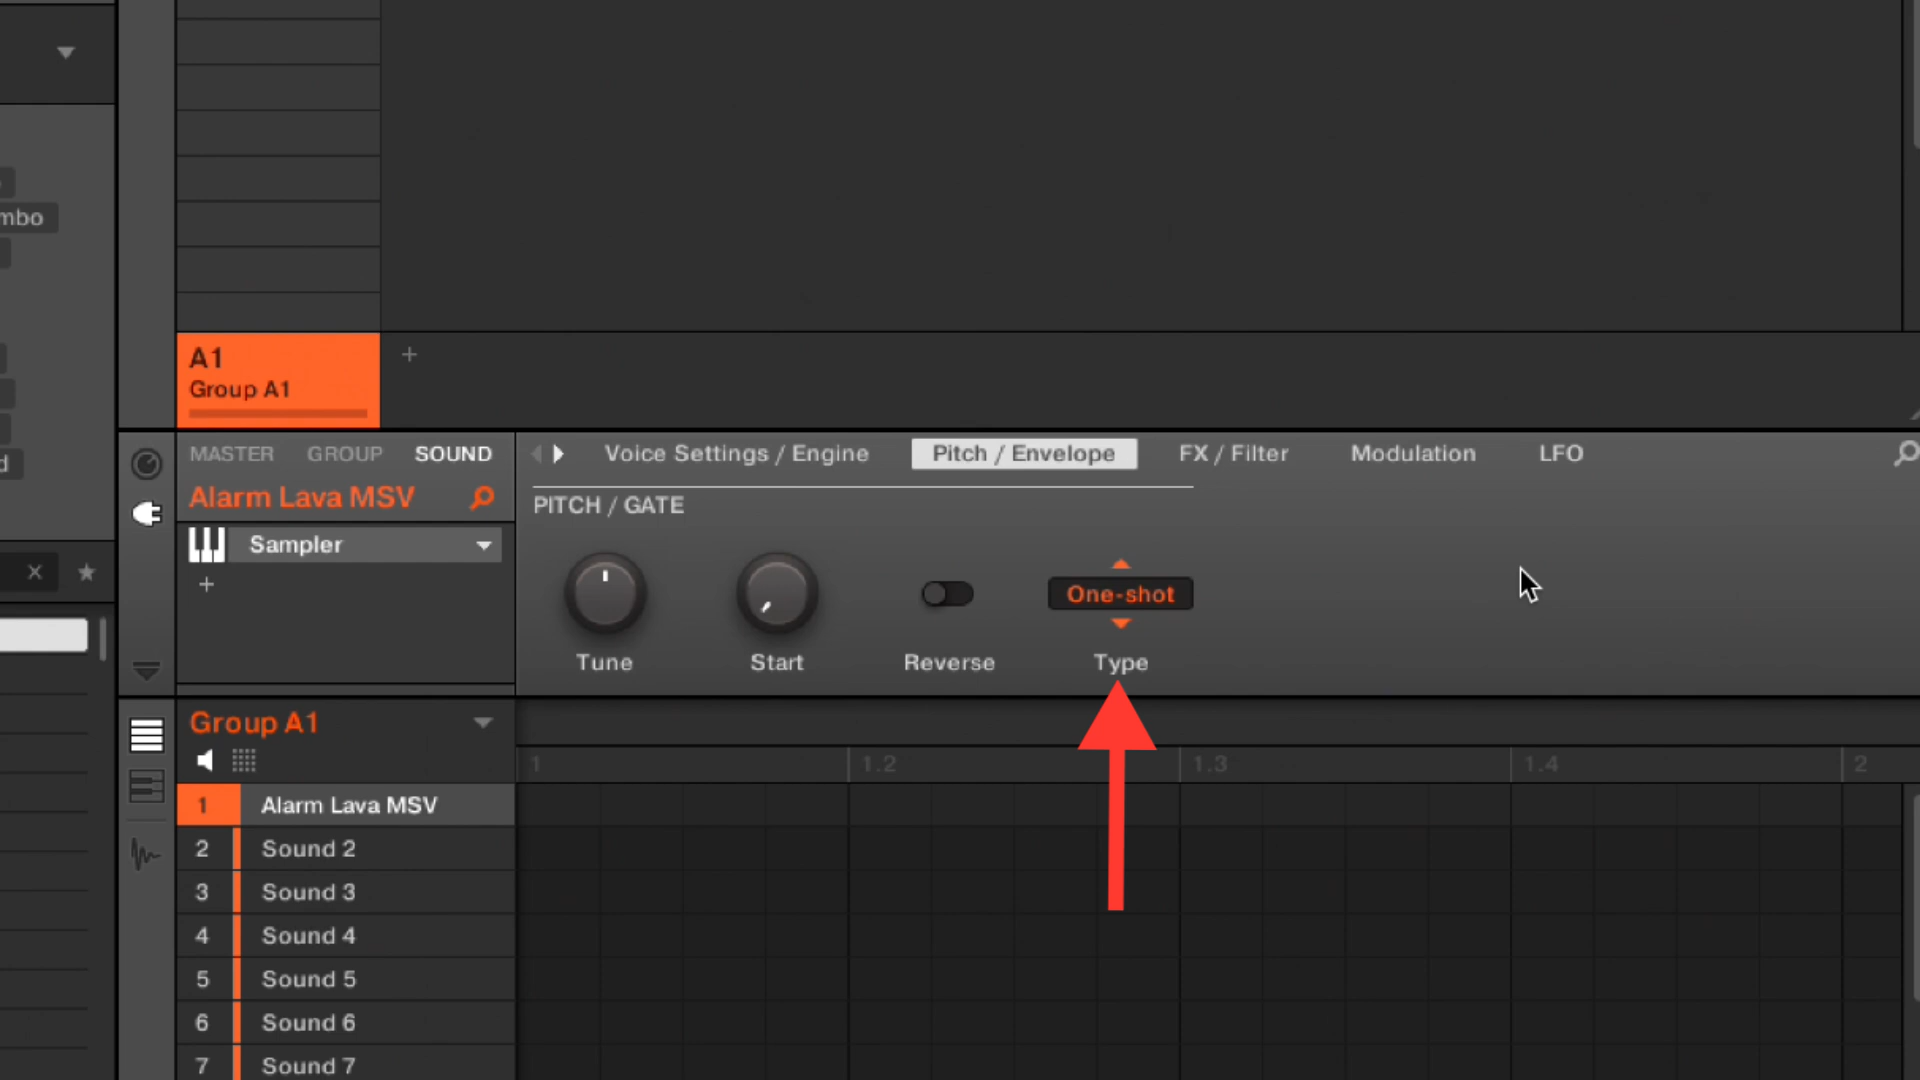 mbo
d
A1
Group A1
+
MASTER GROUP SOUND
Voice Settings / Engine Pitch / Envelope FX / Filter Modulation LFO
Alarm Lava MSV
PITCH / GATE
Sampler
+
One-shot
Tune Start Reverse Type
Group A1
1 1.2 1.3 1.4 2
1 Alarm Lava MSV
2 Sound 2
3 Sound 3
4 Sound 4
5 Sound 5
6 Sound 6
7 Sound 7